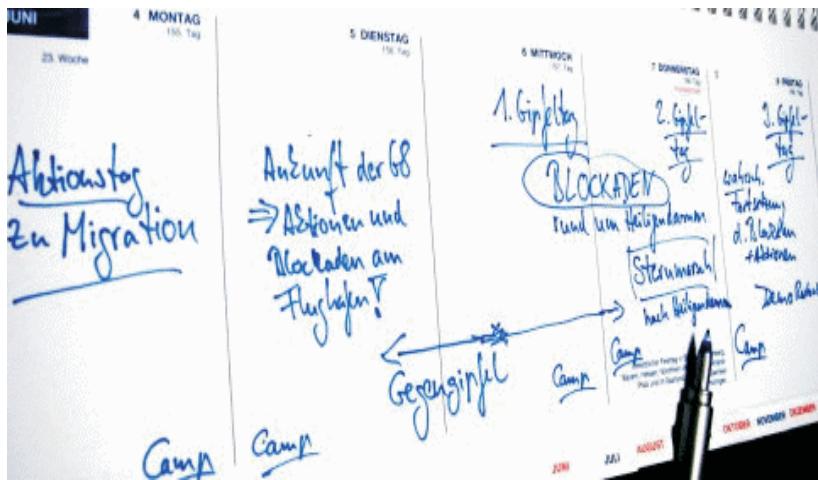 JUNI
23. Woche
4 MONTAG
155. Tag
Aktionstag
zu Migration
Camp
5 DIENSTAG
156. Tag
Ankunft der G8
⇒ Aktionen und
Blockaden am
Flughafen!
Gegengipfel
Camp
6 MITTWOCH
1. Gipfeltag
BLOCKADEN
rund um Heiligendamm
Camp
7 DONNERSTAG
2. Gipfel-
tag
Sternmarsch
nach Heiligendamm
Camp
FREITAG
3. Gipfel-
tag
Fortsetzung
d. Blockaden
+ Aktionen
Demo
Camp
JUNI JULI AUGUST OKTOBER NOVEMBER DEZEMBER